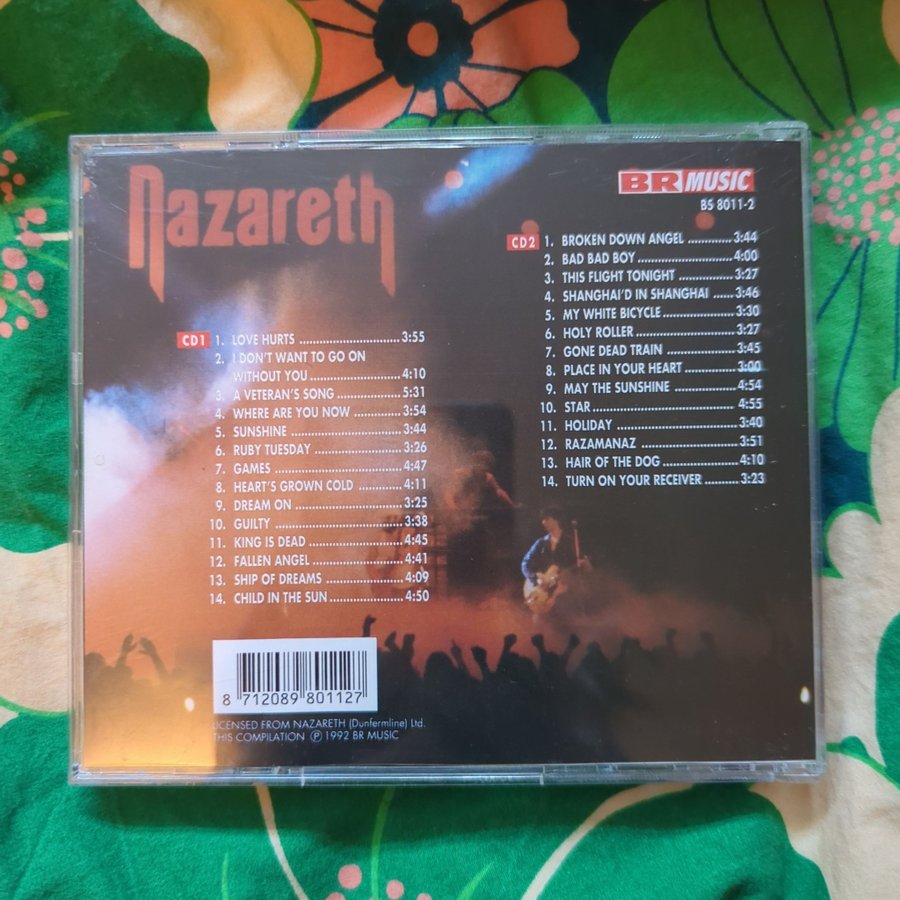 Nazareth
BR MUSIC
BS 8011-2
CD1 1. LOVE HURTS ............................ 3:55
2. I DON'T WANT TO GO ON
WITHOUT YOU ......................... 4:10
3. A VETERAN'S SONG ................. 5:31
4. WHERE ARE YOU NOW ............ 3:54
5. SUNSHINE .............................. 3:44
6. RUBY TUESDAY ....................... 3:26
7. GAMES ................................... 4:47
8. HEART'S GROWN COLD ........... 4:11
9. DREAM ON ............................. 3:25
10. GUILTY ................................... 3:38
11. KING IS DEAD ......................... 4:45
12. FALLEN ANGEL ........................ 4:41
13. SHIP OF DREAMS ..................... 4:09
14. CHILD IN THE SUN .................... 4:50
CD2 1. BROKEN DOWN ANGEL ............ 3:44
2. BAD BAD BOY .......................... 4:00
3. THIS FLIGHT TONIGHT ............... 3:27
4. SHANGHAI'D IN SHANGHAI ...... 3:46
5. MY WHITE BICYCLE ................... 3:30
6. HOLY ROLLER ........................... 3:27
7. GONE DEAD TRAIN ................... 3:45
8. PLACE IN YOUR HEART .............. 3:00
9. MAY THE SUNSHINE ................. 4:54
10. STAR ....................................... 4:55
11. HOLIDAY ................................. 3:40
12. RAZAMANAZ .......................... 3:51
13. HAIR OF THE DOG ..................... 4:10
14. TURN ON YOUR RECEIVER .......... 3:23
8 712089 801127
LICENSED FROM NAZARETH (Dunfermline) Ltd.
THIS COMPILATION ℗ 1992 BR MUSIC